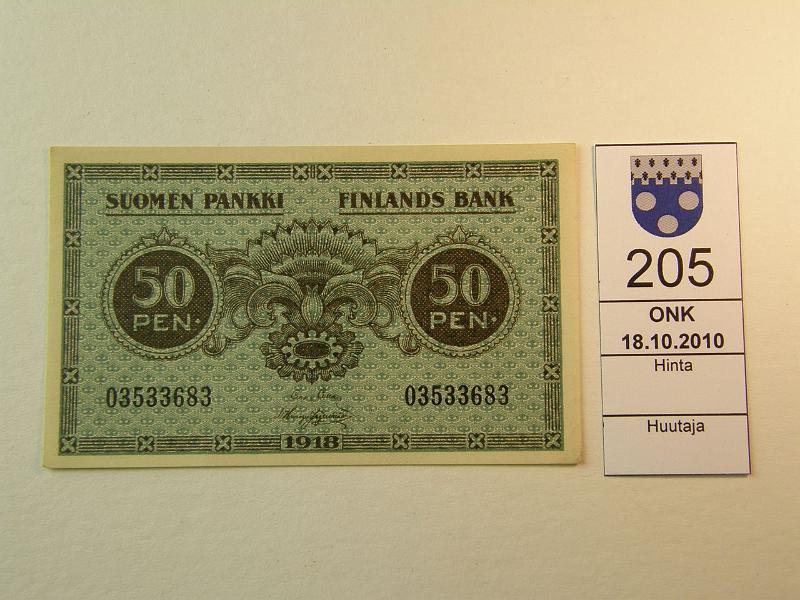 SUOMEN PANKKI FINLANDS BANK
50 50
PEN. PEN.
03533683 03533683
1918
205
ONK
18.10.2010
Hinta
Huutaja